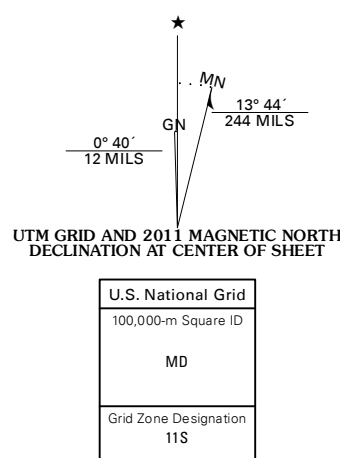 ★
MN
GN
13° 44´
244 MILS
0° 40´
12 MILS
UTM GRID AND 2011 MAGNETIC NORTH
DECLINATION AT CENTER OF SHEET
U.S. National Grid
100,000-m Square ID
MD
Grid Zone Designation
11S